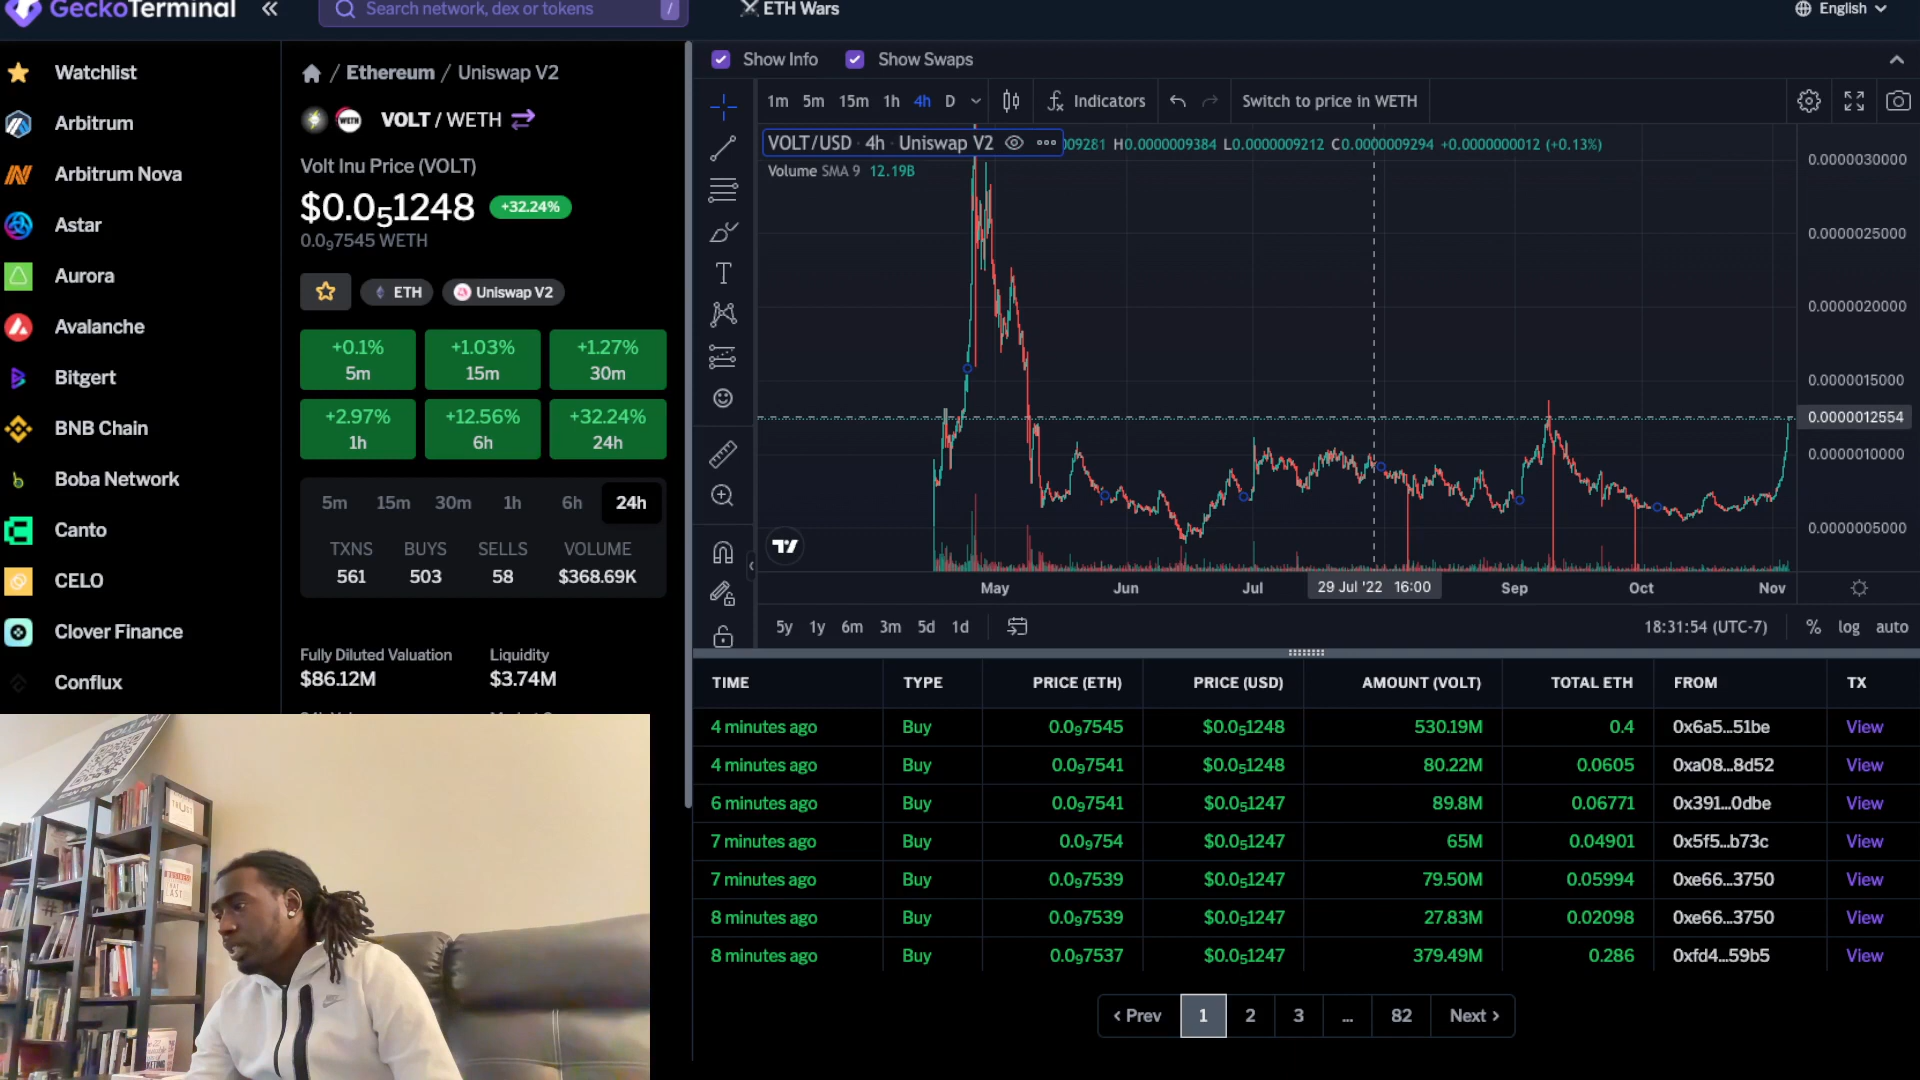 GeckoTerminal
Search network, dex or tokens /
ETH Wars
English
Watchlist
Arbitrum
Arbitrum Nova
Astar
Aurora
Avalanche
Bitgert
BNB Chain
Boba Network
Canto
CELO
Clover Finance
Conflux
/ Ethereum / Uniswap V2
VOLT / WETH
Volt Inu Price (VOLT)
$0.0₅1248 +32.24%
0.0₉7545 WETH
ETH Uniswap V2
+0.1% +1.03% +1.27%
5m 15m 30m
+2.97% +12.56% +32.24%
1h 6h 24h
5m 15m 30m 1h 6h 24h
TXNS BUYS SELLS VOLUME
561 503 58 $368.69K
Fully Diluted Valuation Liquidity
$86.12M $3.74M
Show Info Show Swaps
1m 5m 15m 1h 4h D Indicators Switch to price in WETH
VOLT/USD · 4h · Uniswap V2 09281 H0.0000009384 L0.0000009212 C0.0000009294 +0.0000000012 (+0.13%)
Volume SMA 9 12.19B
0.0000030000
0.0000025000
0.0000020000
0.0000015000
0.0000012554
0.0000010000
0.0000005000
May Jun Jul 29 Jul '22 16:00 Sep Oct Nov
5y 1y 6m 3m 5d 1d 18:31:54 (UTC-7) % log auto
TIME TYPE PRICE (ETH) PRICE (USD) AMOUNT (VOLT) TOTAL ETH FROM TX
4 minutes ago Buy 0.0₉7545 $0.0₅1248 530.19M 0.4 0x6a5...51be View
4 minutes ago Buy 0.0₉7541 $0.0₅1248 80.22M 0.0605 0xa08...8d52 View
6 minutes ago Buy 0.0₉7541 $0.0₅1247 89.8M 0.06771 0x391...0dbe View
7 minutes ago Buy 0.0₉754 $0.0₅1247 65M 0.04901 0x5f5...b73c View
7 minutes ago Buy 0.0₉7539 $0.0₅1247 79.50M 0.05994 0xe66...3750 View
8 minutes ago Buy 0.0₉7539 $0.0₅1247 27.83M 0.02098 0xe66...3750 View
8 minutes ago Buy 0.0₉7537 $0.0₅1247 379.49M 0.286 0xfd4...59b5 View
‹ Prev 1 2 3 ... 82 Next ›
VOLT INU